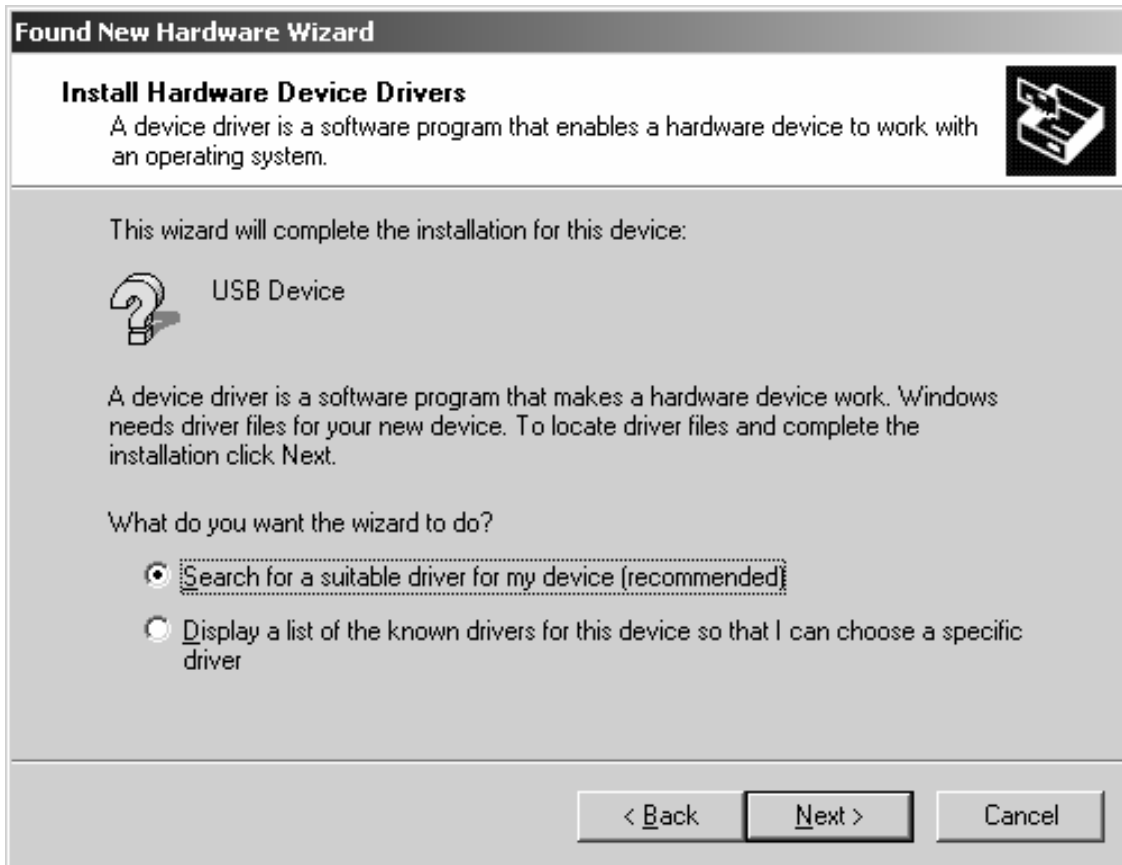 Found New Hardware Wizard
Install Hardware Device Drivers
A device driver is a software program that enables a hardware device to work with
an operating system.
This wizard will complete the installation for this device:
USB Device
A device driver is a software program that makes a hardware device work. Windows
needs driver files for your new device. To locate driver files and complete the
installation click Next.
What do you want the wizard to do?
Search for a suitable driver for my device (recommended)
Display a list of the known drivers for this device so that I can choose a specific
driver
< Back Next > Cancel